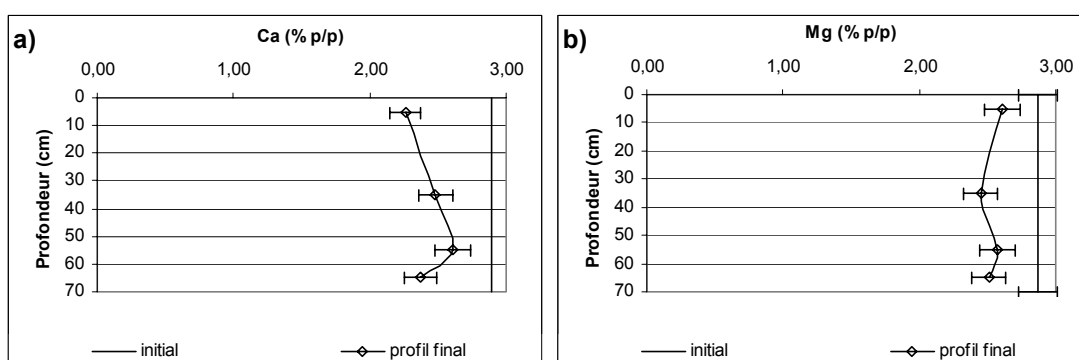 a)
Ca (% p/p)
0,00 1,00 2,00 3,00
0
10
20
30
40
50
60
70
Profondeur (cm)
initial profil final
b)
Mg (% p/p)
0,00 1,00 2,00 3,00
0
10
20
30
40
50
60
70
Profondeur (cm)
initial profil final